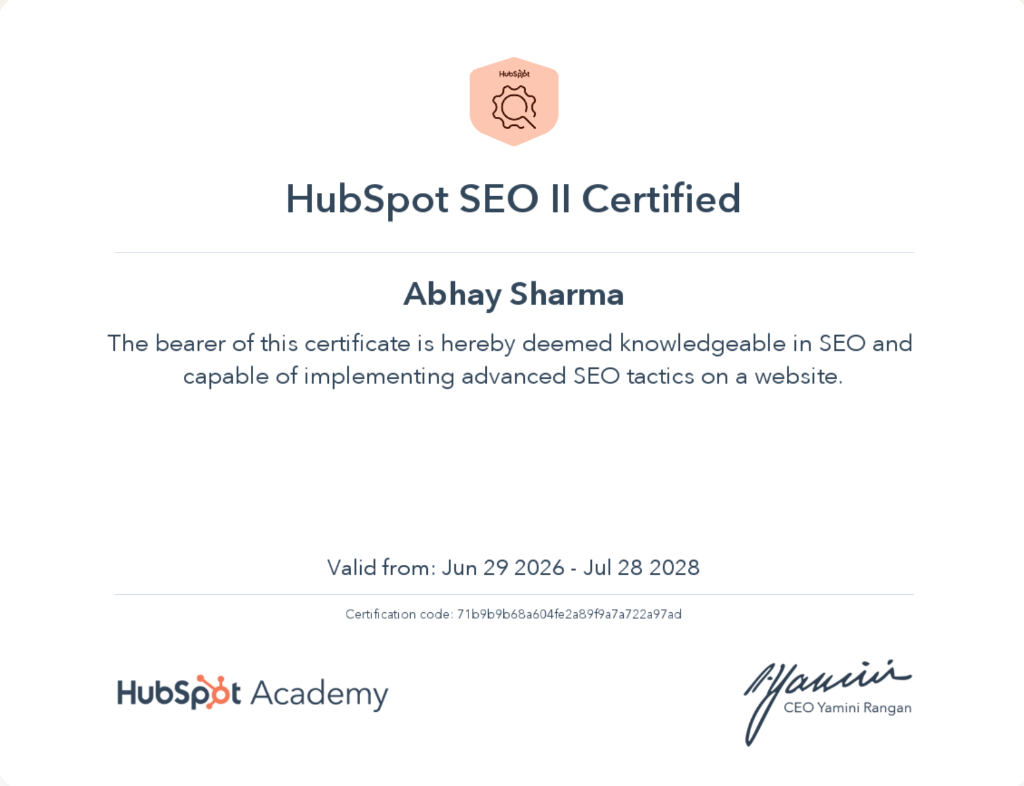 HubSpot
HubSpot SEO II Certified
Abhay Sharma
The bearer of this certificate is hereby deemed knowledgeable in SEO and
capable of implementing advanced SEO tactics on a website.
Valid from: Jun 29 2026 - Jul 28 2028
Certification code: 71b9b9b68a604fe2a89f9a7a722a97ad
HubSpot Academy
Yamini
CEO Yamini Rangan